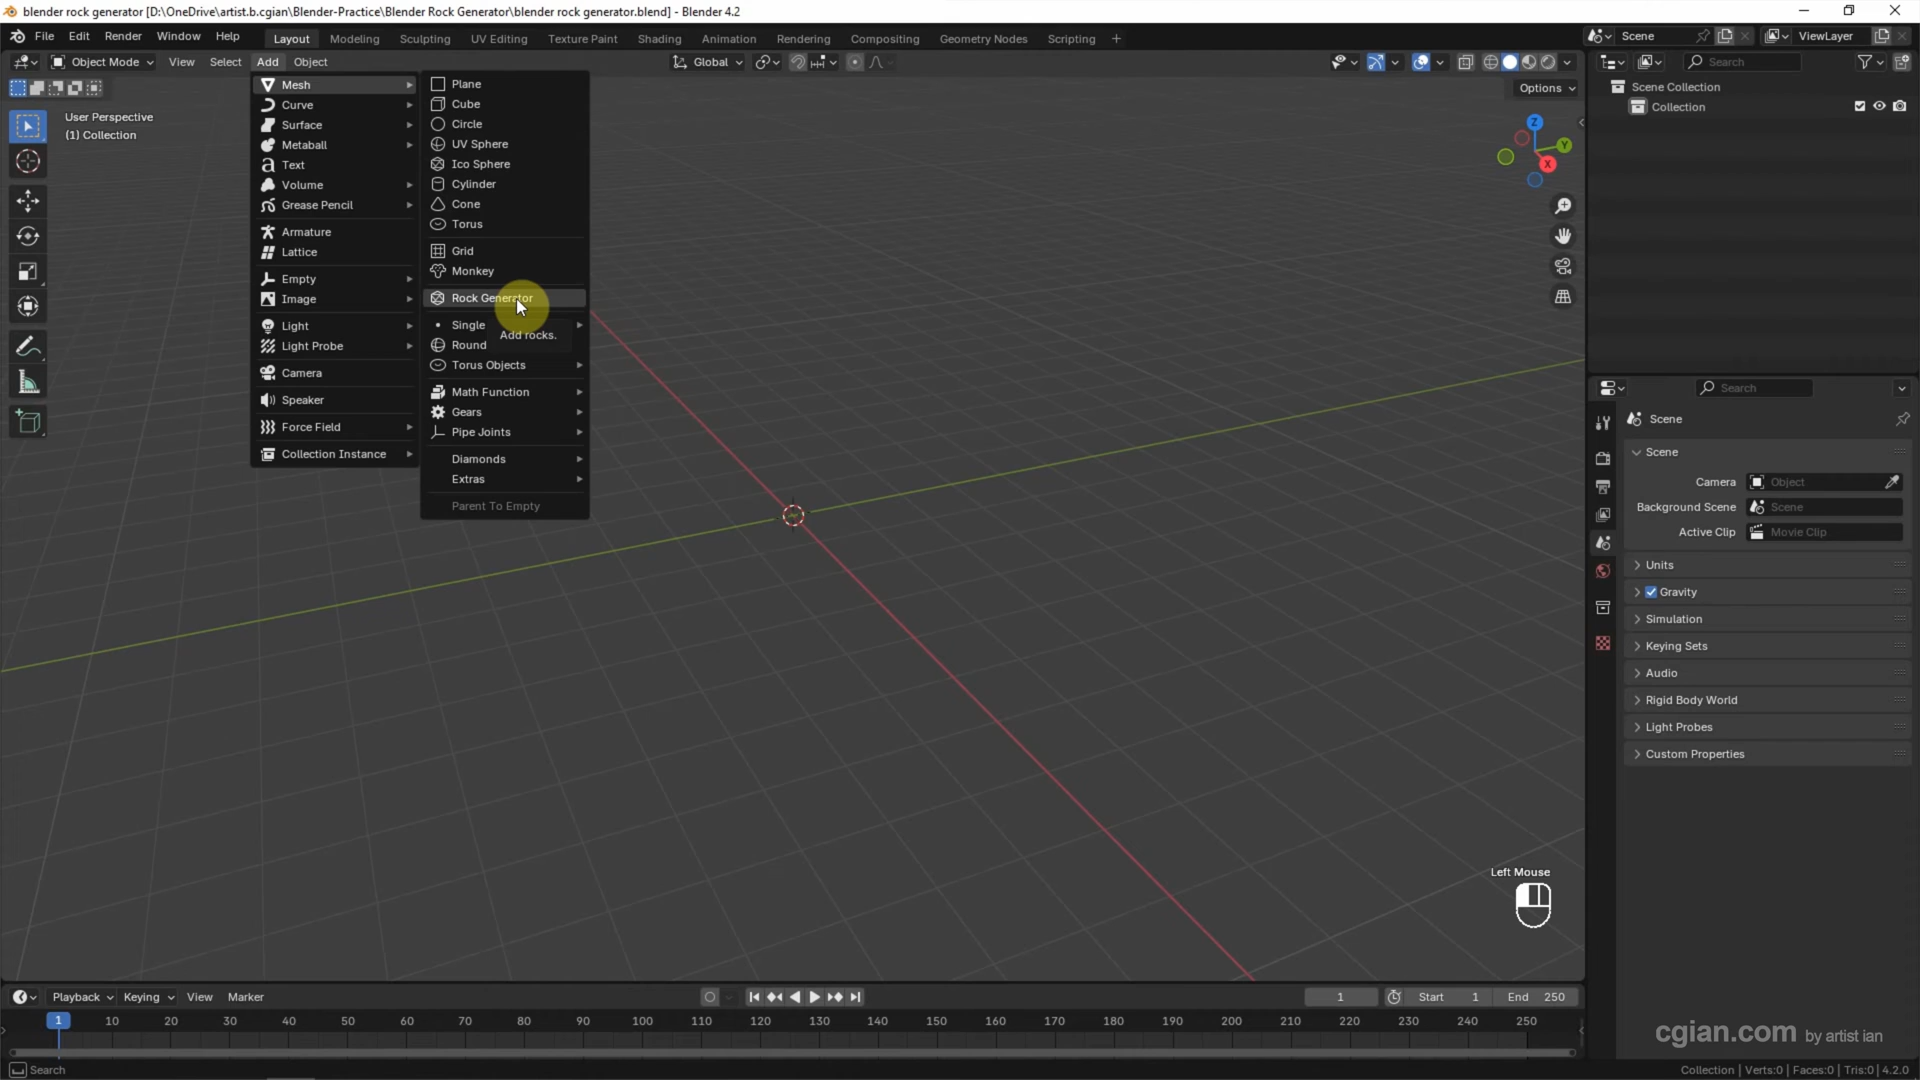 blender rock generator [D:\OneDrive\artist.b.cgian\Blender-Practice\Blender Rock Generator\blender rock generator.blend] - Blender 4.2
File Edit Render Window Help Layout Modeling Sculpting UV Editing Texture Paint Shading Animation Rendering Compositing Geometry Nodes Scripting + Scene ViewLayer
Object Mode View Select Add Object Global Search
Options
User Perspective
(1) Collection
Mesh
Curve
Surface
Metaball
Text
Volume
Grease Pencil
Armature
Lattice
Empty
Image
Light
Light Probe
Camera
Speaker
Force Field
Collection Instance
Plane
Cube
Circle
UV Sphere
Ico Sphere
Cylinder
Cone
Torus
Grid
Monkey
Rock Generator
Single
Add rocks.
Round
Torus Objects
Math Function
Gears
Pipe Joints
Diamonds
Extras
Parent To Empty
Z
Y
X
Scene Collection
Collection
Search
Scene
Scene
Camera Object
Background Scene Scene
Active Clip Movie Clip
Units
Gravity
Simulation
Keying Sets
Audio
Rigid Body World
Light Probes
Custom Properties
Left Mouse
Playback Keying View Marker 1 Start 1 End 250
1 10 20 30 40 50 60 70 80 90 100 110 120 130 140 150 160 170 180 190 200 210 220 230 240 250
cgian.com by artist ian
Search
Collection | Verts:0 | Faces:0 | Tris:0 | 4.2.0